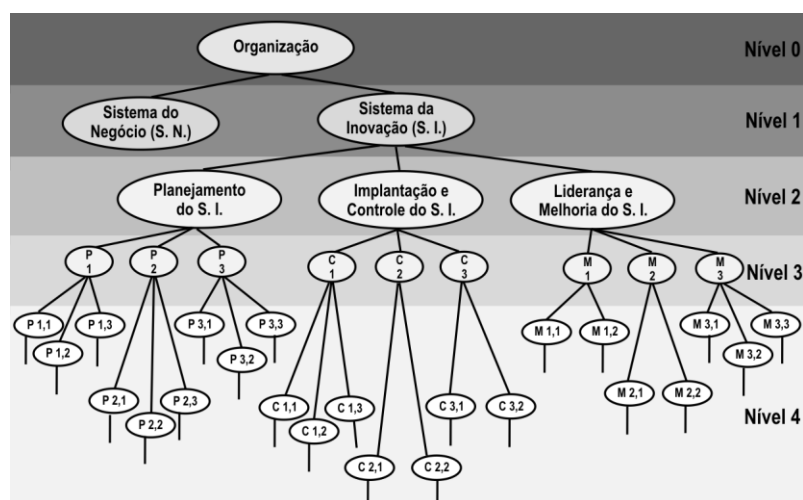 Organização
Nível 0
Sistema do
Negócio (S. N.)
Sistema da
Inovação (S. I.)
Nível 1
Planejamento
do S. I.
Implantação e
Controle do S. I.
Liderança e
Melhoria do S. I.
Nível 2
P
1
P
2
P
3
C
1
C
2
C
3
M
1
M
2
M
3
Nível 3
P 1,1
P 1,2
P 1,3
P 2,1
P 2,2
P 2,3
P 3,1
P 3,2
P 3,3
C 1,1
C 1,2
C 1,3
C 2,1
C 2,2
C 3,1
C 3,2
M 1,1
M 1,2
M 2,1
M 2,2
M 3,1
M 3,2
M 3,3
Nível 4